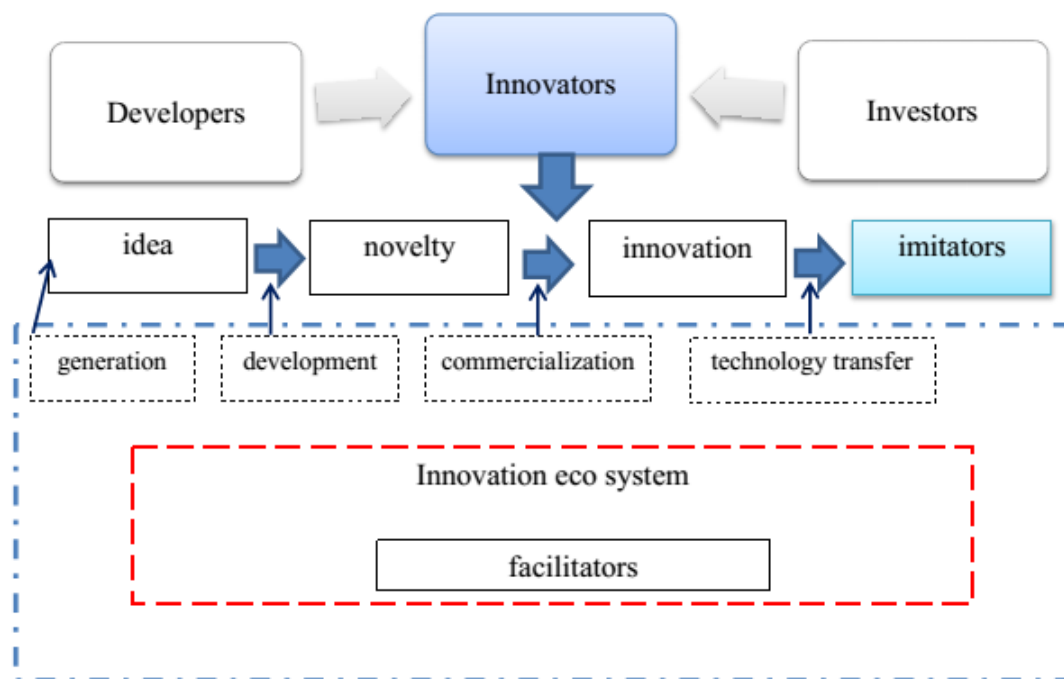 Developers
Innovators
Investors
idea
novelty
innovation
imitators
generation
development
commercialization
technology transfer
Innovation eco system
facilitators